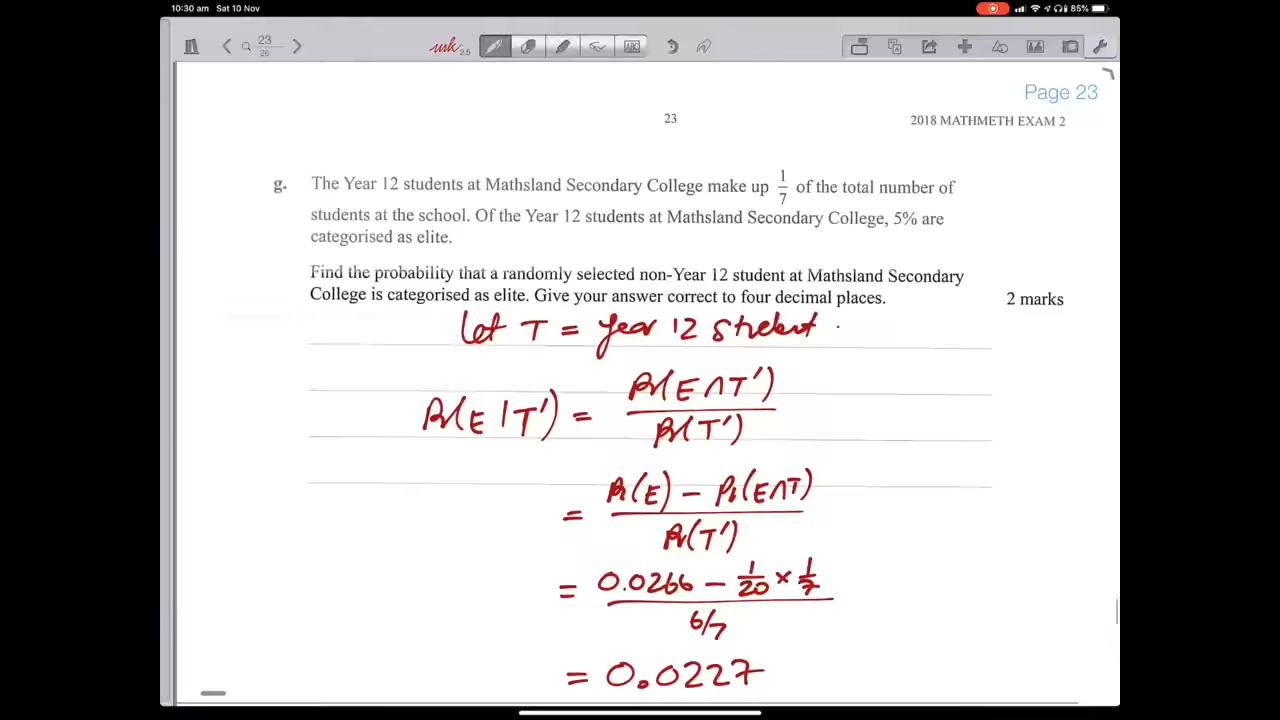 10:30 am Sat 10 Nov 85%
23
26
2.5
Page 23
23
2018 MATHMETH EXAM 2
g. The Year 12 students at Mathsland Secondary College make up 1/7 of the total number of
students at the school. Of the Year 12 students at Mathsland Secondary College, 5% are
categorised as elite.
Find the probability that a randomly selected non-Year 12 student at Mathsland Secondary
College is categorised as elite. Give your answer correct to four decimal places. 2 marks
Let T = year 12 student
Pr(E | T') = Pr(E ∩ T') / Pr(T')
= Pr(E) − Pr(E∩T) / Pr(T')
= 0.0266 − 1/20 × 1/7 / 6/7
= 0.0227